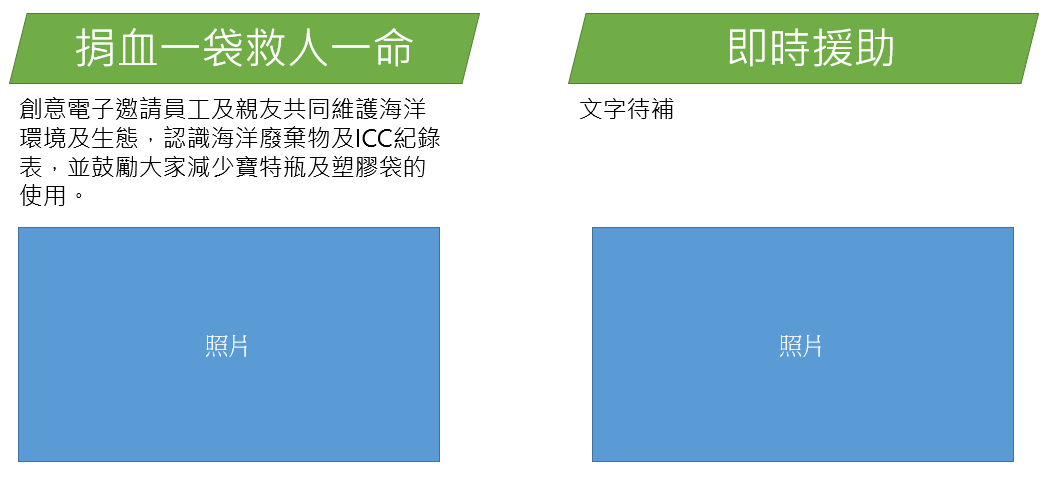 捐血一袋救人一命
創意電子邀請員工及親友共同維護海洋
環境及生態，認識海洋廢棄物及ICC紀錄
表，並鼓勵大家減少寶特瓶及塑膠袋的
使用。
照片
即時援助
文字待補
照片